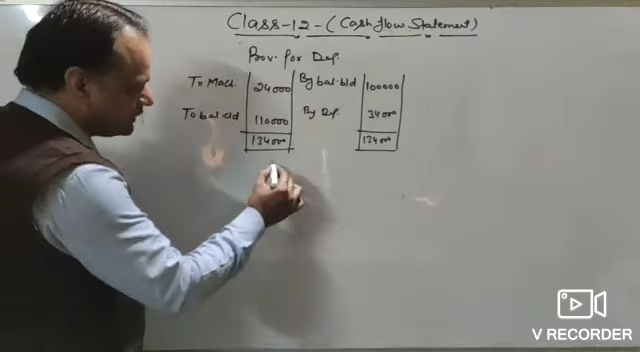 Class-12-(Cash flow Statement)
Prov. for Dep.
To Mach. 24000 By bal. b/d 100000
To bal c/d 110000 By Dep. 34000
134000 134000
V RECORDER